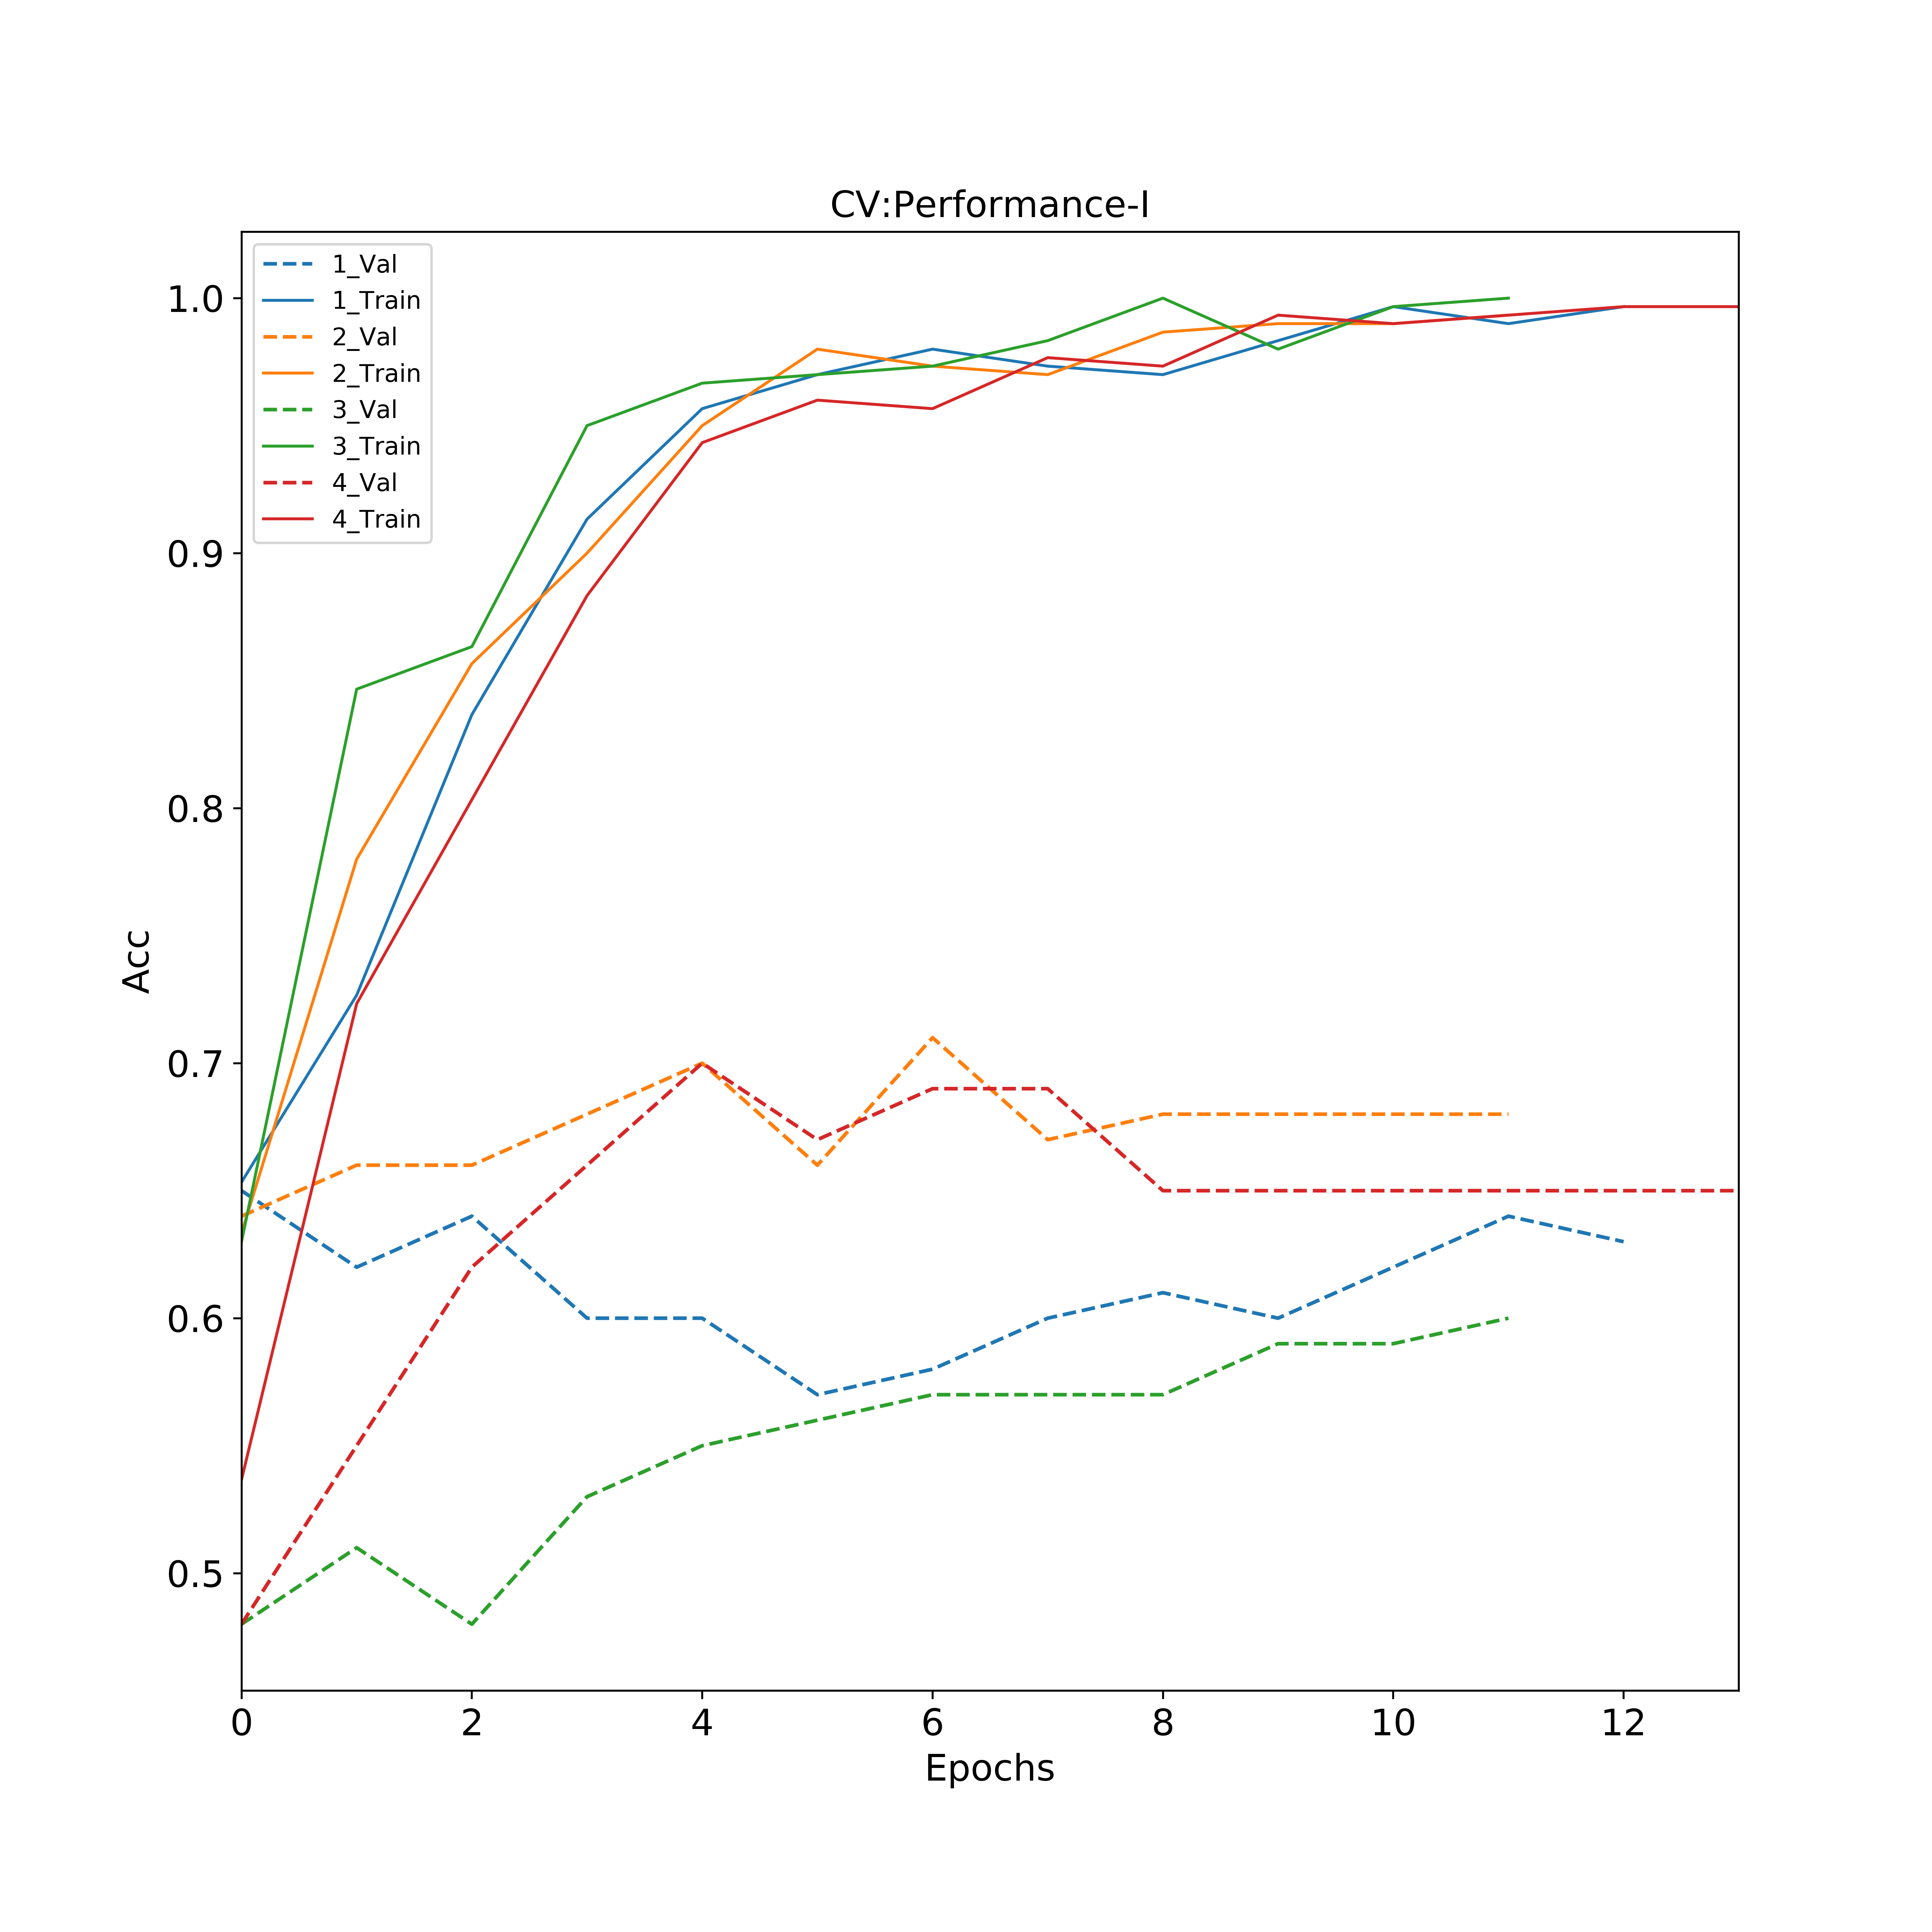 CV:Performance-I
1_Val
1_Train
2_Val
2_Train
3_Val
3_Train
4_Val
4_Train
1.0
0.9
0.8
0.7
0.6
0.5
Acc
0 2 4 6 8 10 12
Epochs